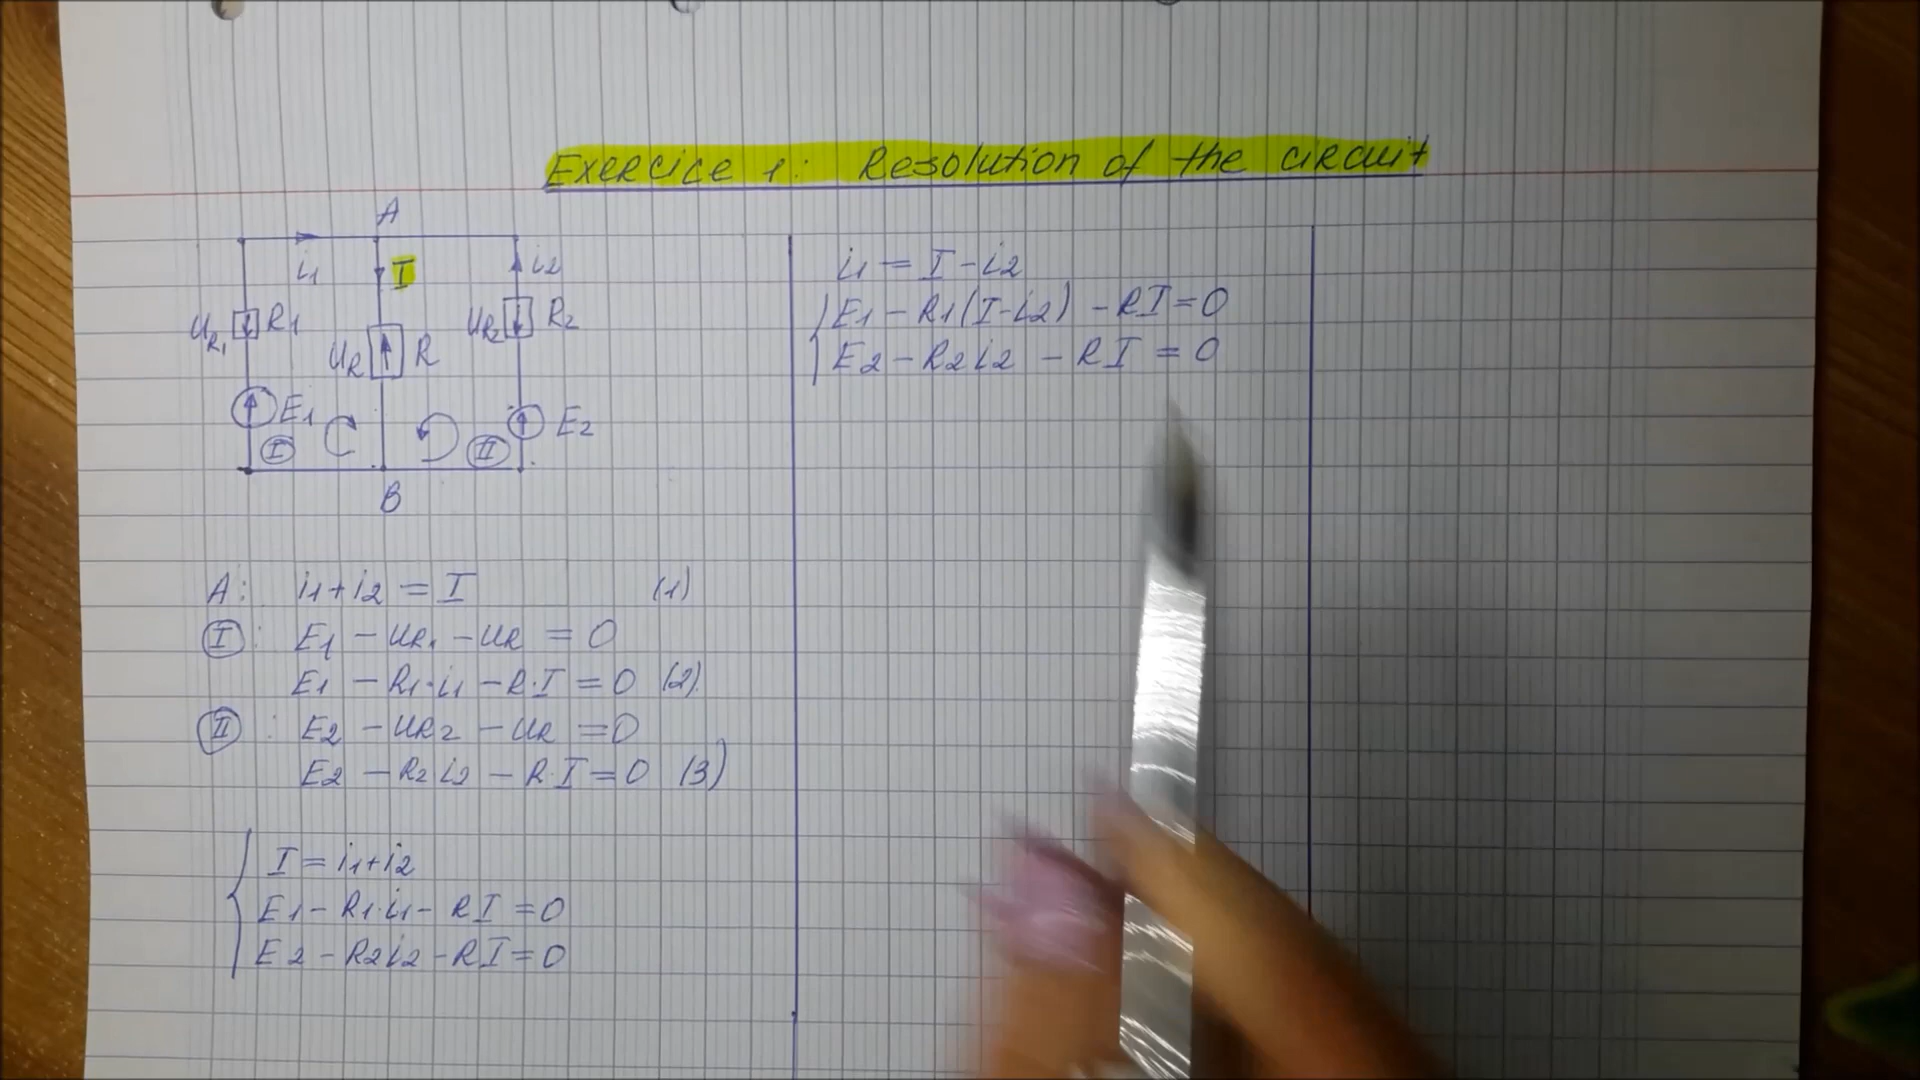 Exercice 1: Resolution of the circuit
A
i1
I
i2
UR1
R1
UR
R
UR2
R2
E1
I
II
E2
B
A: i1+i2 = I (1)
I: E1 - UR1 - UR = 0
E1 - R1·i1 - R·I = 0 (2).
II: E2 - UR2 - UR = 0
E2 - R2 i2 - R·I = 0 (3)
I = i1+i2
E1 - R1·i1 - RI = 0
E2 - R2i2 - RI = 0
i1 = I - i2
E1 - R1(I-i2) - RI = 0
E2 - R2i2 - RI = 0